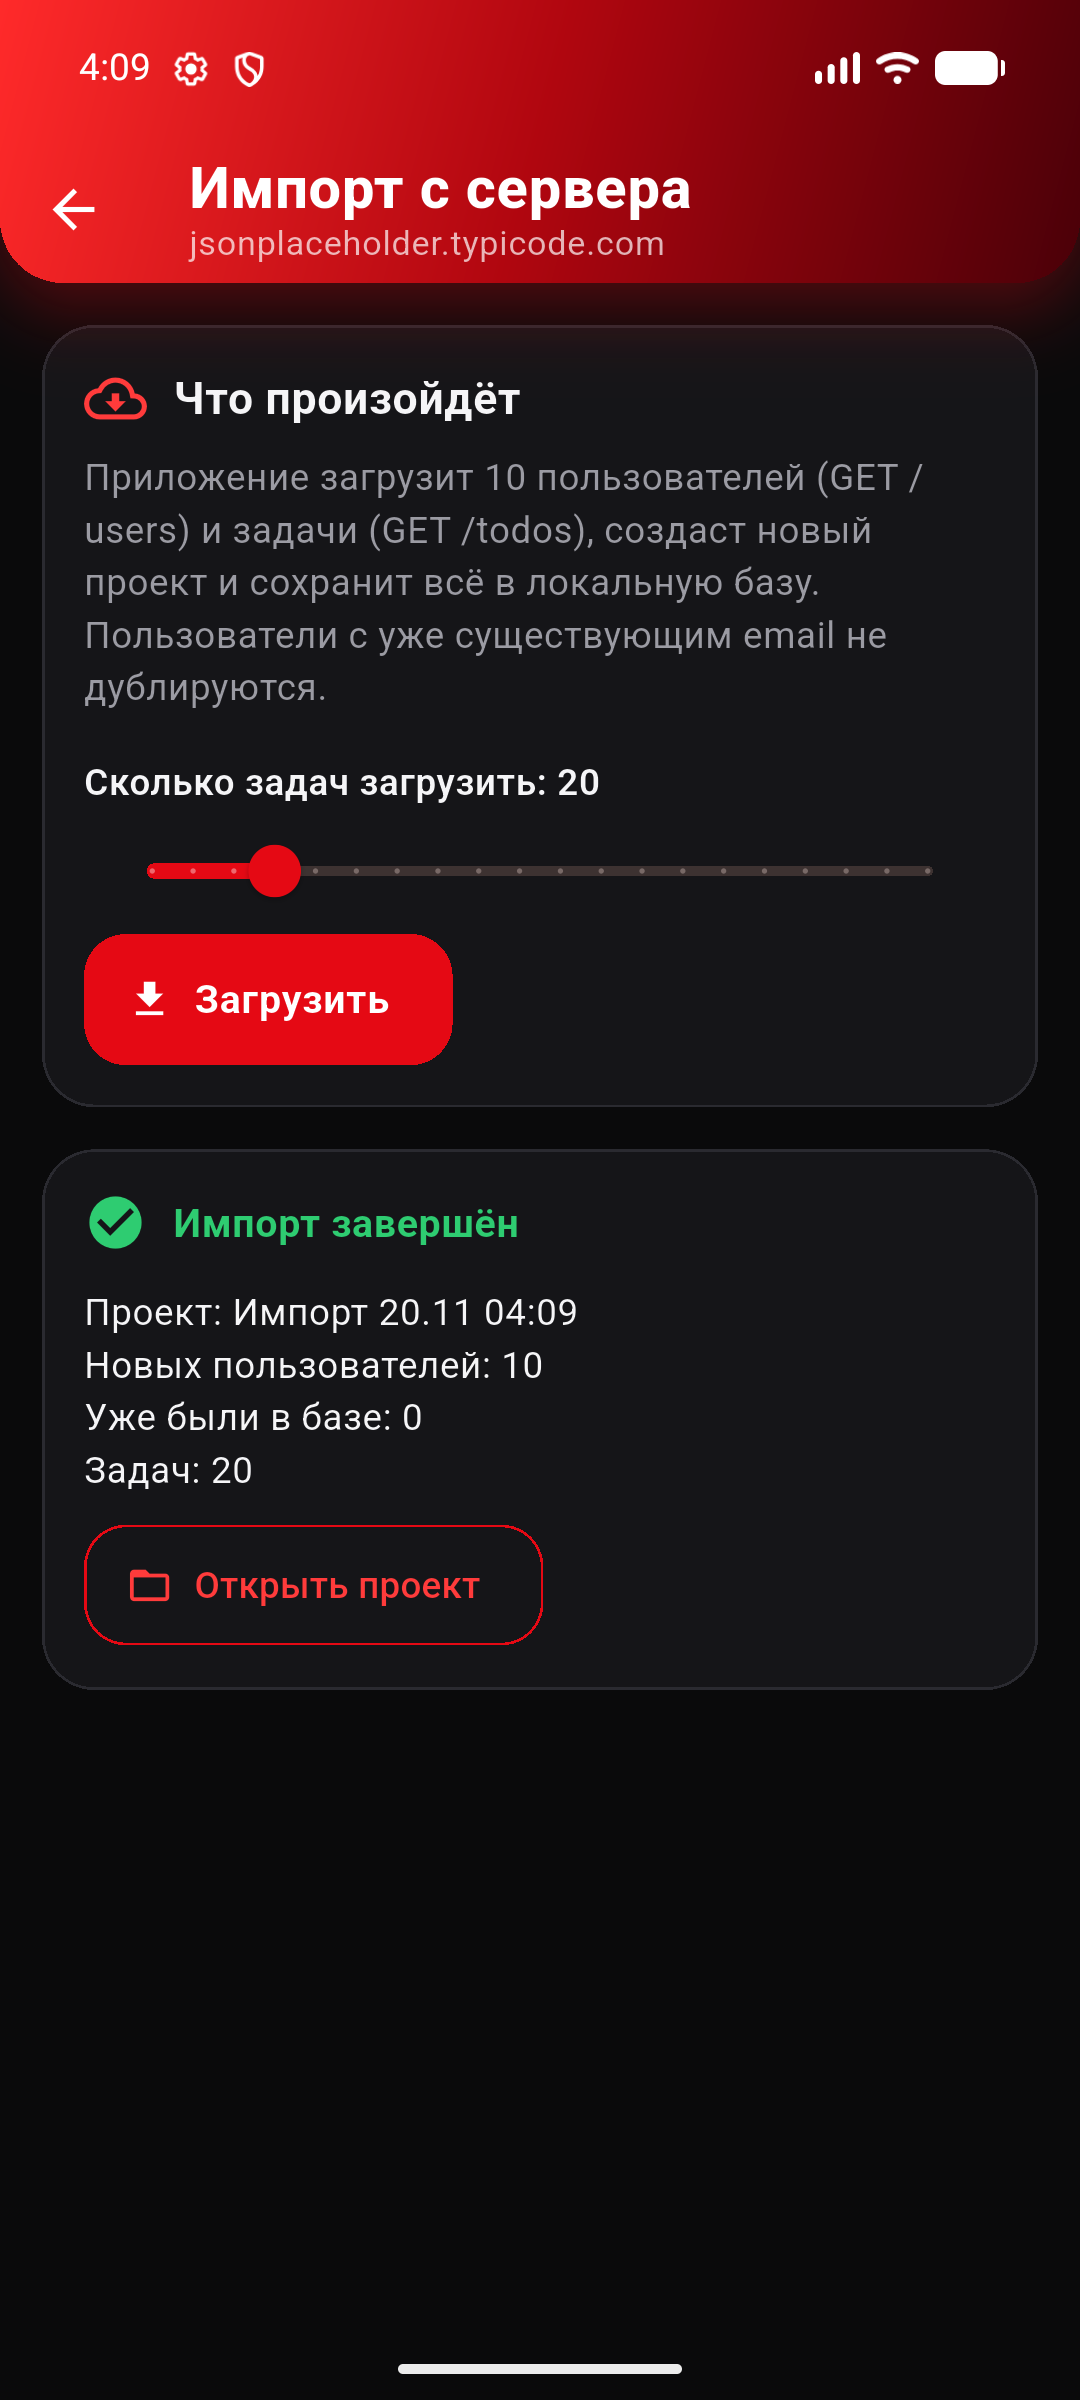 4:09
Импорт с сервера
jsonplaceholder.typicode.com
Что произойдёт
Приложение загрузит 10 пользователей (GET /
users) и задачи (GET /todos), создаст новый
проект и сохранит всё в локальную базу.
Пользователи с уже существующим email не
дублируются.
Сколько задач загрузить: 20
Загрузить
Импорт завершён
Проект: Импорт 20.11 04:09
Новых пользователей: 10
Уже были в базе: 0
Задач: 20
Открыть проект